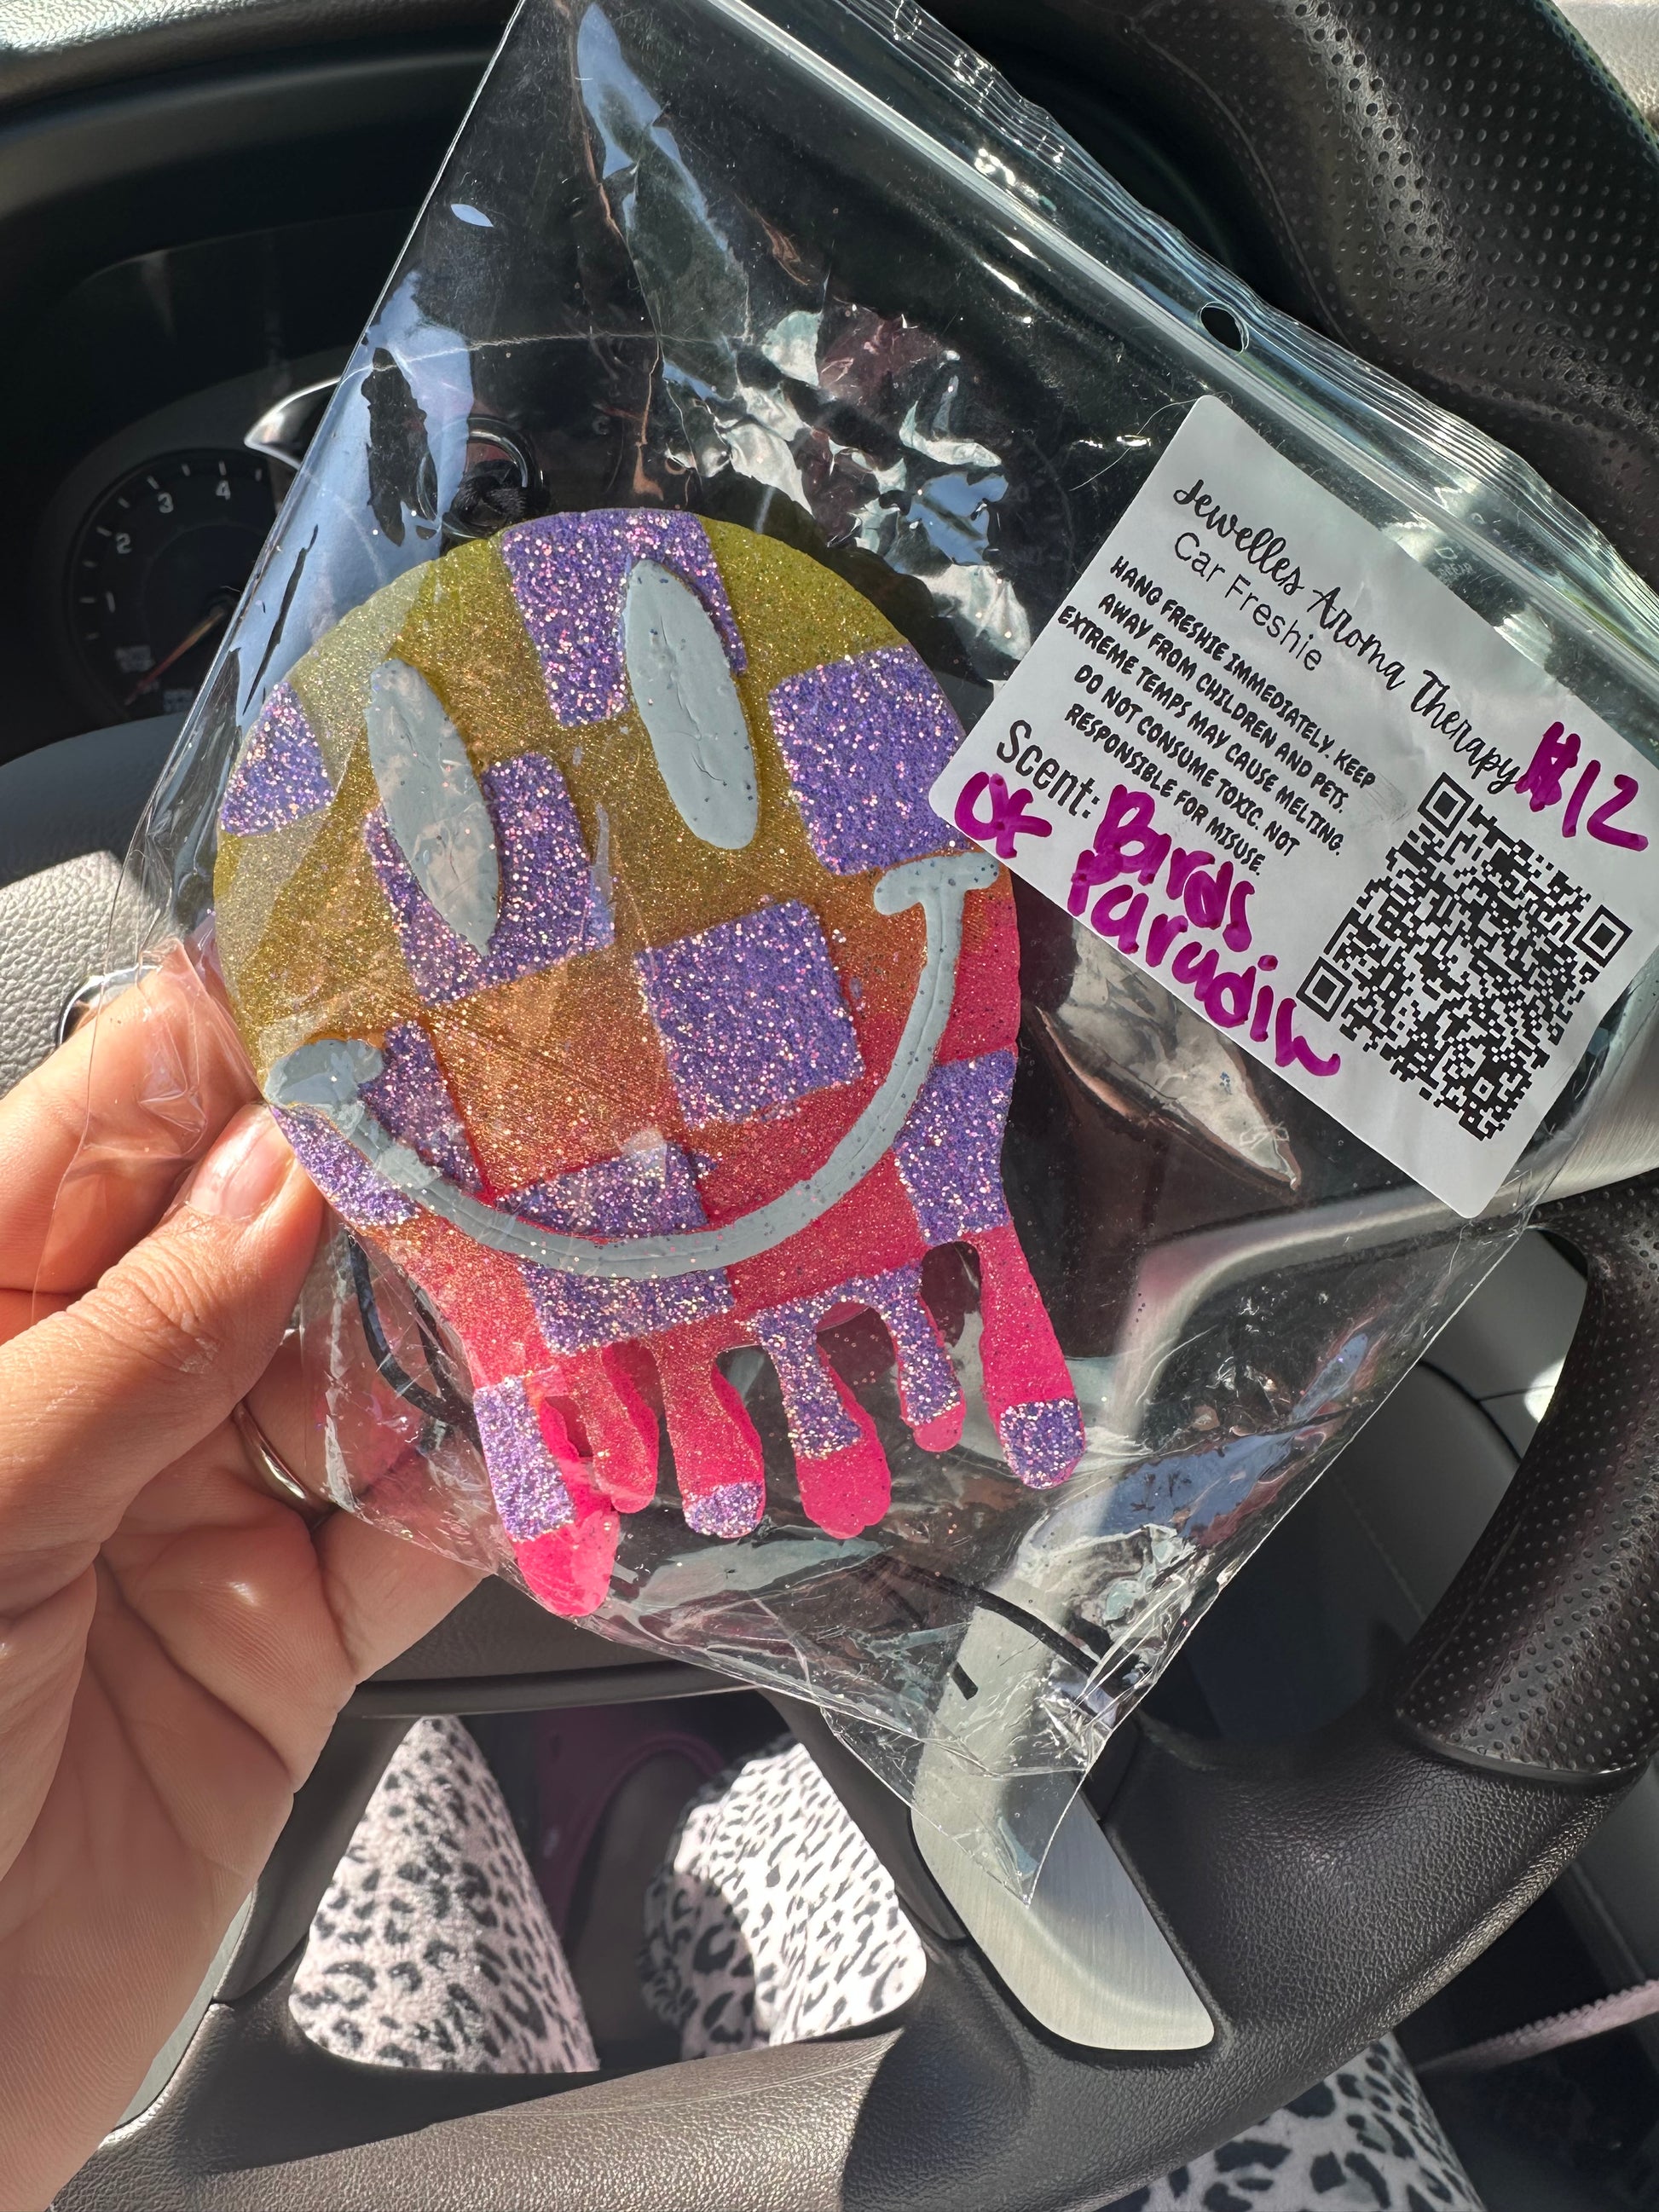 Jewelles Aroma Therapy
Car Freshie
HANG FRESHIE IMMEDIATELY. KEEP
AWAY FROM CHILDREN AND PETS.
EXTREME TEMPS MAY CAUSE MELTING.
DO NOT CONSUME TOXIC. NOT
RESPONSIBLE FOR MISUSE.
#12
Scent: Birds
Of Paradise
1
2
3
4